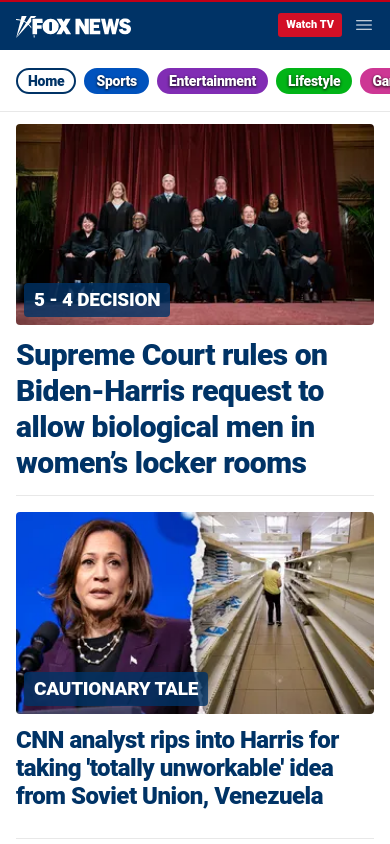 FOX NEWS
Watch TV
Home
Sports
Entertainment
Lifestyle
5 - 4 DECISION
Supreme Court rules on
Biden-Harris request to
allow biological men in
women’s locker rooms
CAUTIONARY TALE
CNN analyst rips into Harris for
taking 'totally unworkable' idea
from Soviet Union, Venezuela